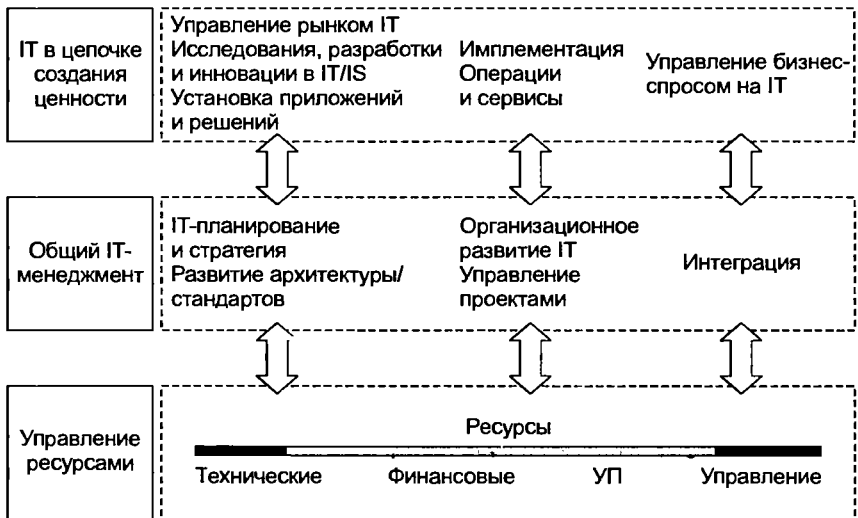 IT в цепочке
создания
ценности
Управление рынком IT
Исследования, разработки
и инновации в IT/IS
Установка приложений
и решений
Имплементация
Операции
и сервисы
Управление бизнес-
спросом на IT
Общий IT-
менеджмент
IT-планирование
и стратегия
Развитие архитектуры/
стандартов
Организационное
развитие IT
Управление
проектами
Интеграция
Управление
ресурсами
Ресурсы
Технические
Финансовые
УП
Управление